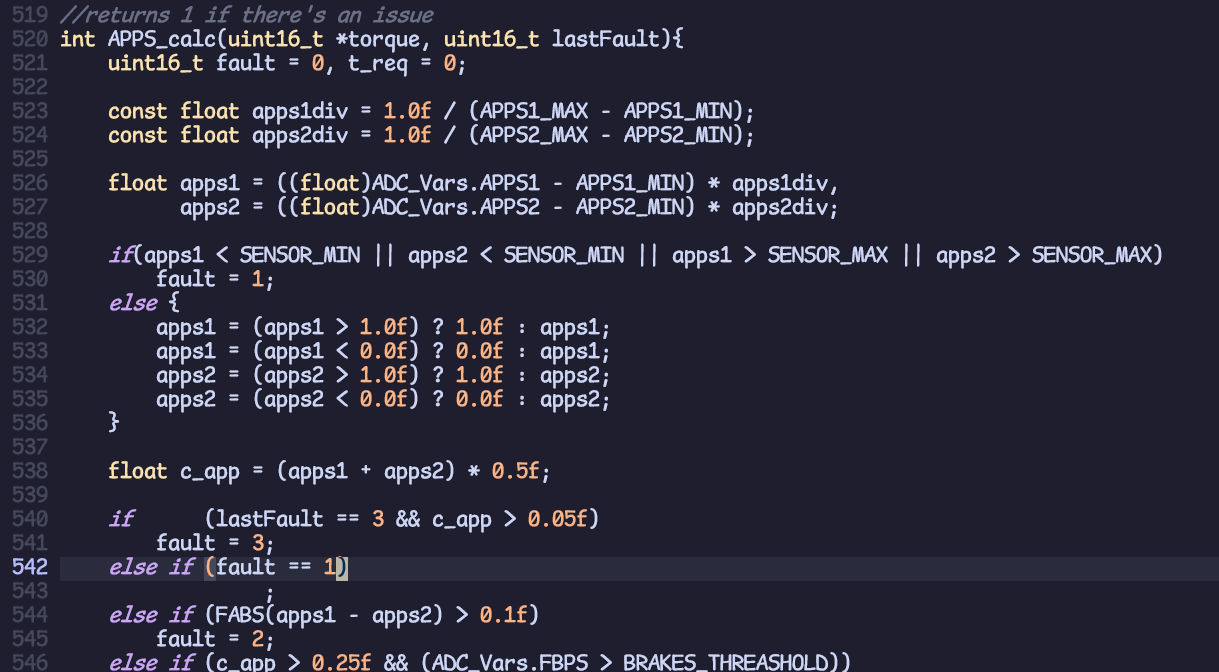 519 //returns 1 if there's an issue
520 int APPS_calc(uint16_t *torque, uint16_t lastFault){
521     uint16_t fault = 0, t_req = 0;
522
523     const float apps1div = 1.0f / (APPS1_MAX - APPS1_MIN);
524     const float apps2div = 1.0f / (APPS2_MAX - APPS2_MIN);
525
526     float apps1 = ((float)ADC_Vars.APPS1 - APPS1_MIN) * apps1div,
527           apps2 = ((float)ADC_Vars.APPS2 - APPS2_MIN) * apps2div;
528
529     if(apps1 < SENSOR_MIN || apps2 < SENSOR_MIN || apps1 > SENSOR_MAX || apps2 > SENSOR_MAX)
530         fault = 1;
531     else {
532         apps1 = (apps1 > 1.0f) ? 1.0f : apps1;
533         apps1 = (apps1 < 0.0f) ? 0.0f : apps1;
534         apps2 = (apps2 > 1.0f) ? 1.0f : apps2;
535         apps2 = (apps2 < 0.0f) ? 0.0f : apps2;
536     }
537
538     float c_app = (apps1 + apps2) * 0.5f;
539
540     if      (lastFault == 3 && c_app > 0.05f)
541         fault = 3;
542     else if (fault == 1)
543                  ;
544     else if (FABS(apps1 - apps2) > 0.1f)
545         fault = 2;
546     else if (c_app > 0.25f && (ADC_Vars.FBPS > BRAKES_THREASHOLD))